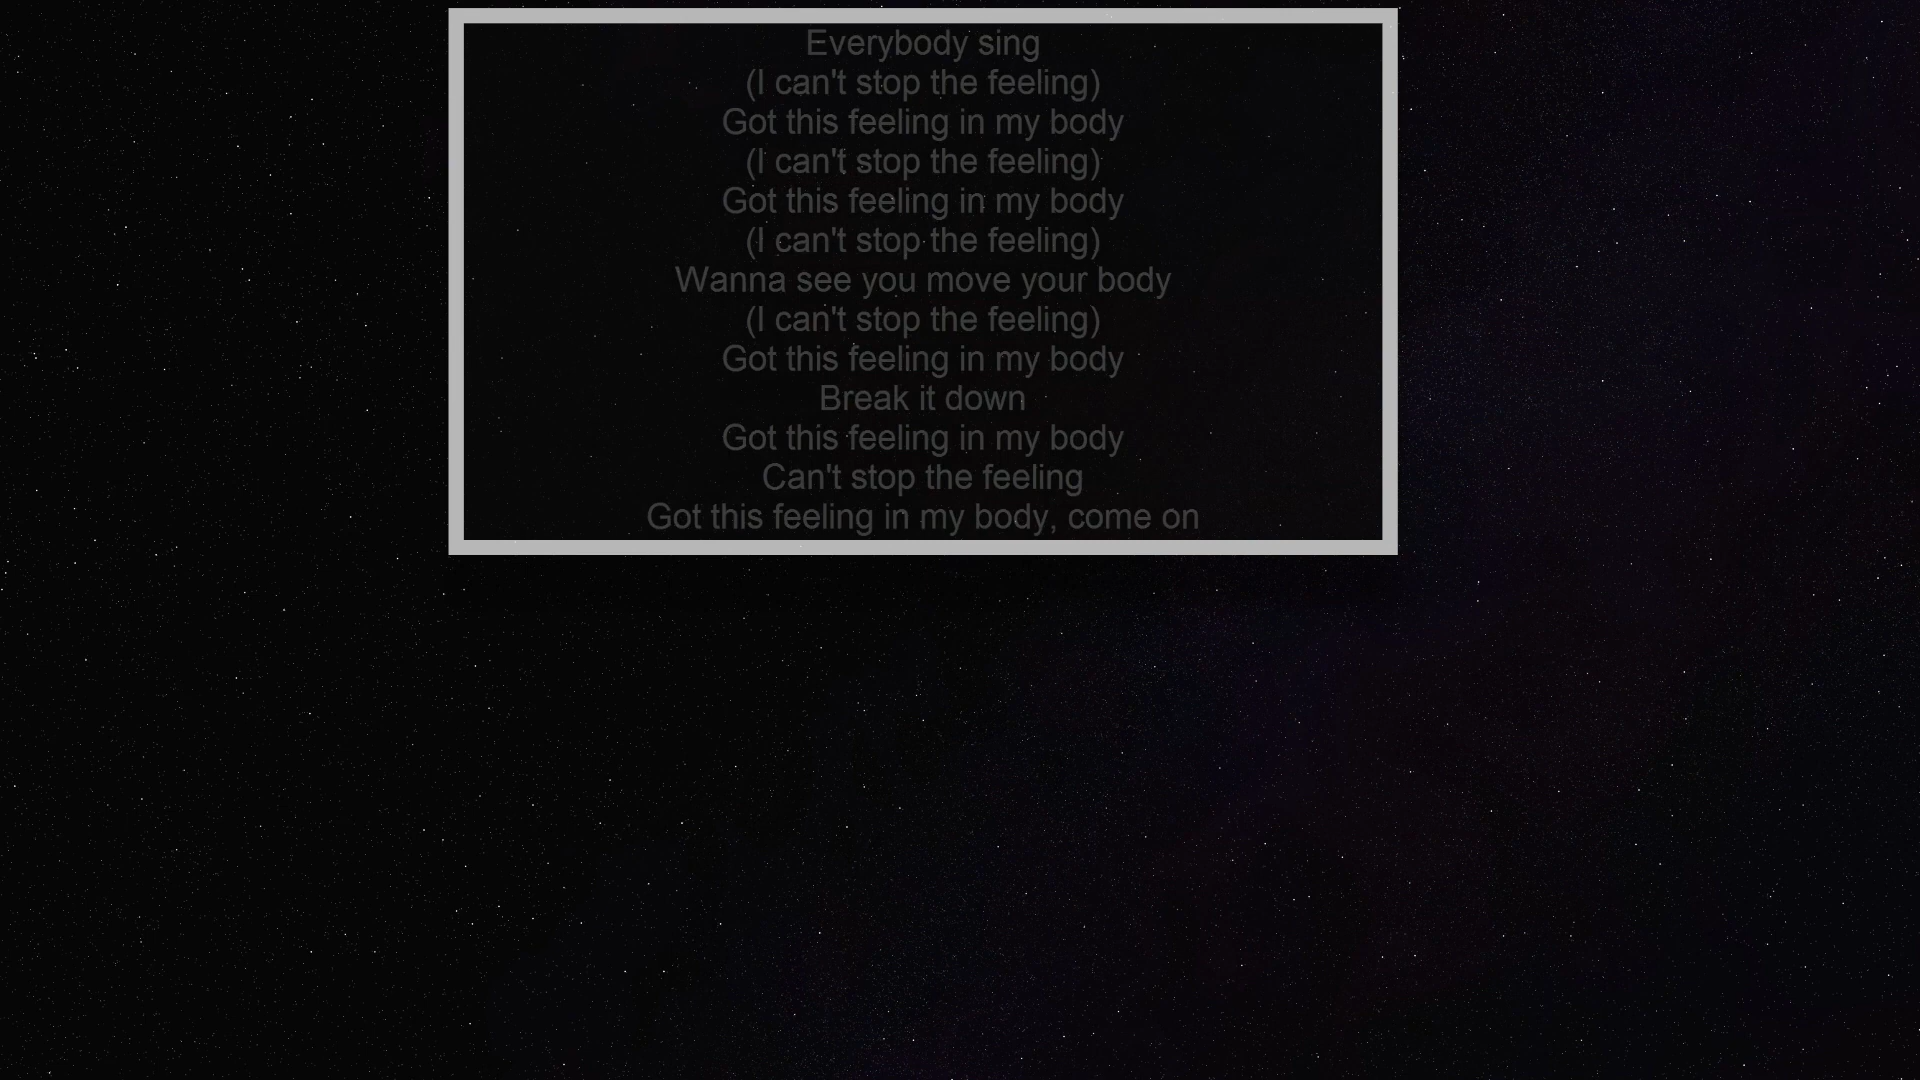 Everybody sing
(I can't stop the feeling)
Got this feeling in my body
(I can't stop the feeling)
Got this feeling in my body
(I can't stop the feeling)
Wanna see you move your body
(I can't stop the feeling)
Got this feeling in my body
Break it down
Got this feeling in my body
Can't stop the feeling
Got this feeling in my body, come on